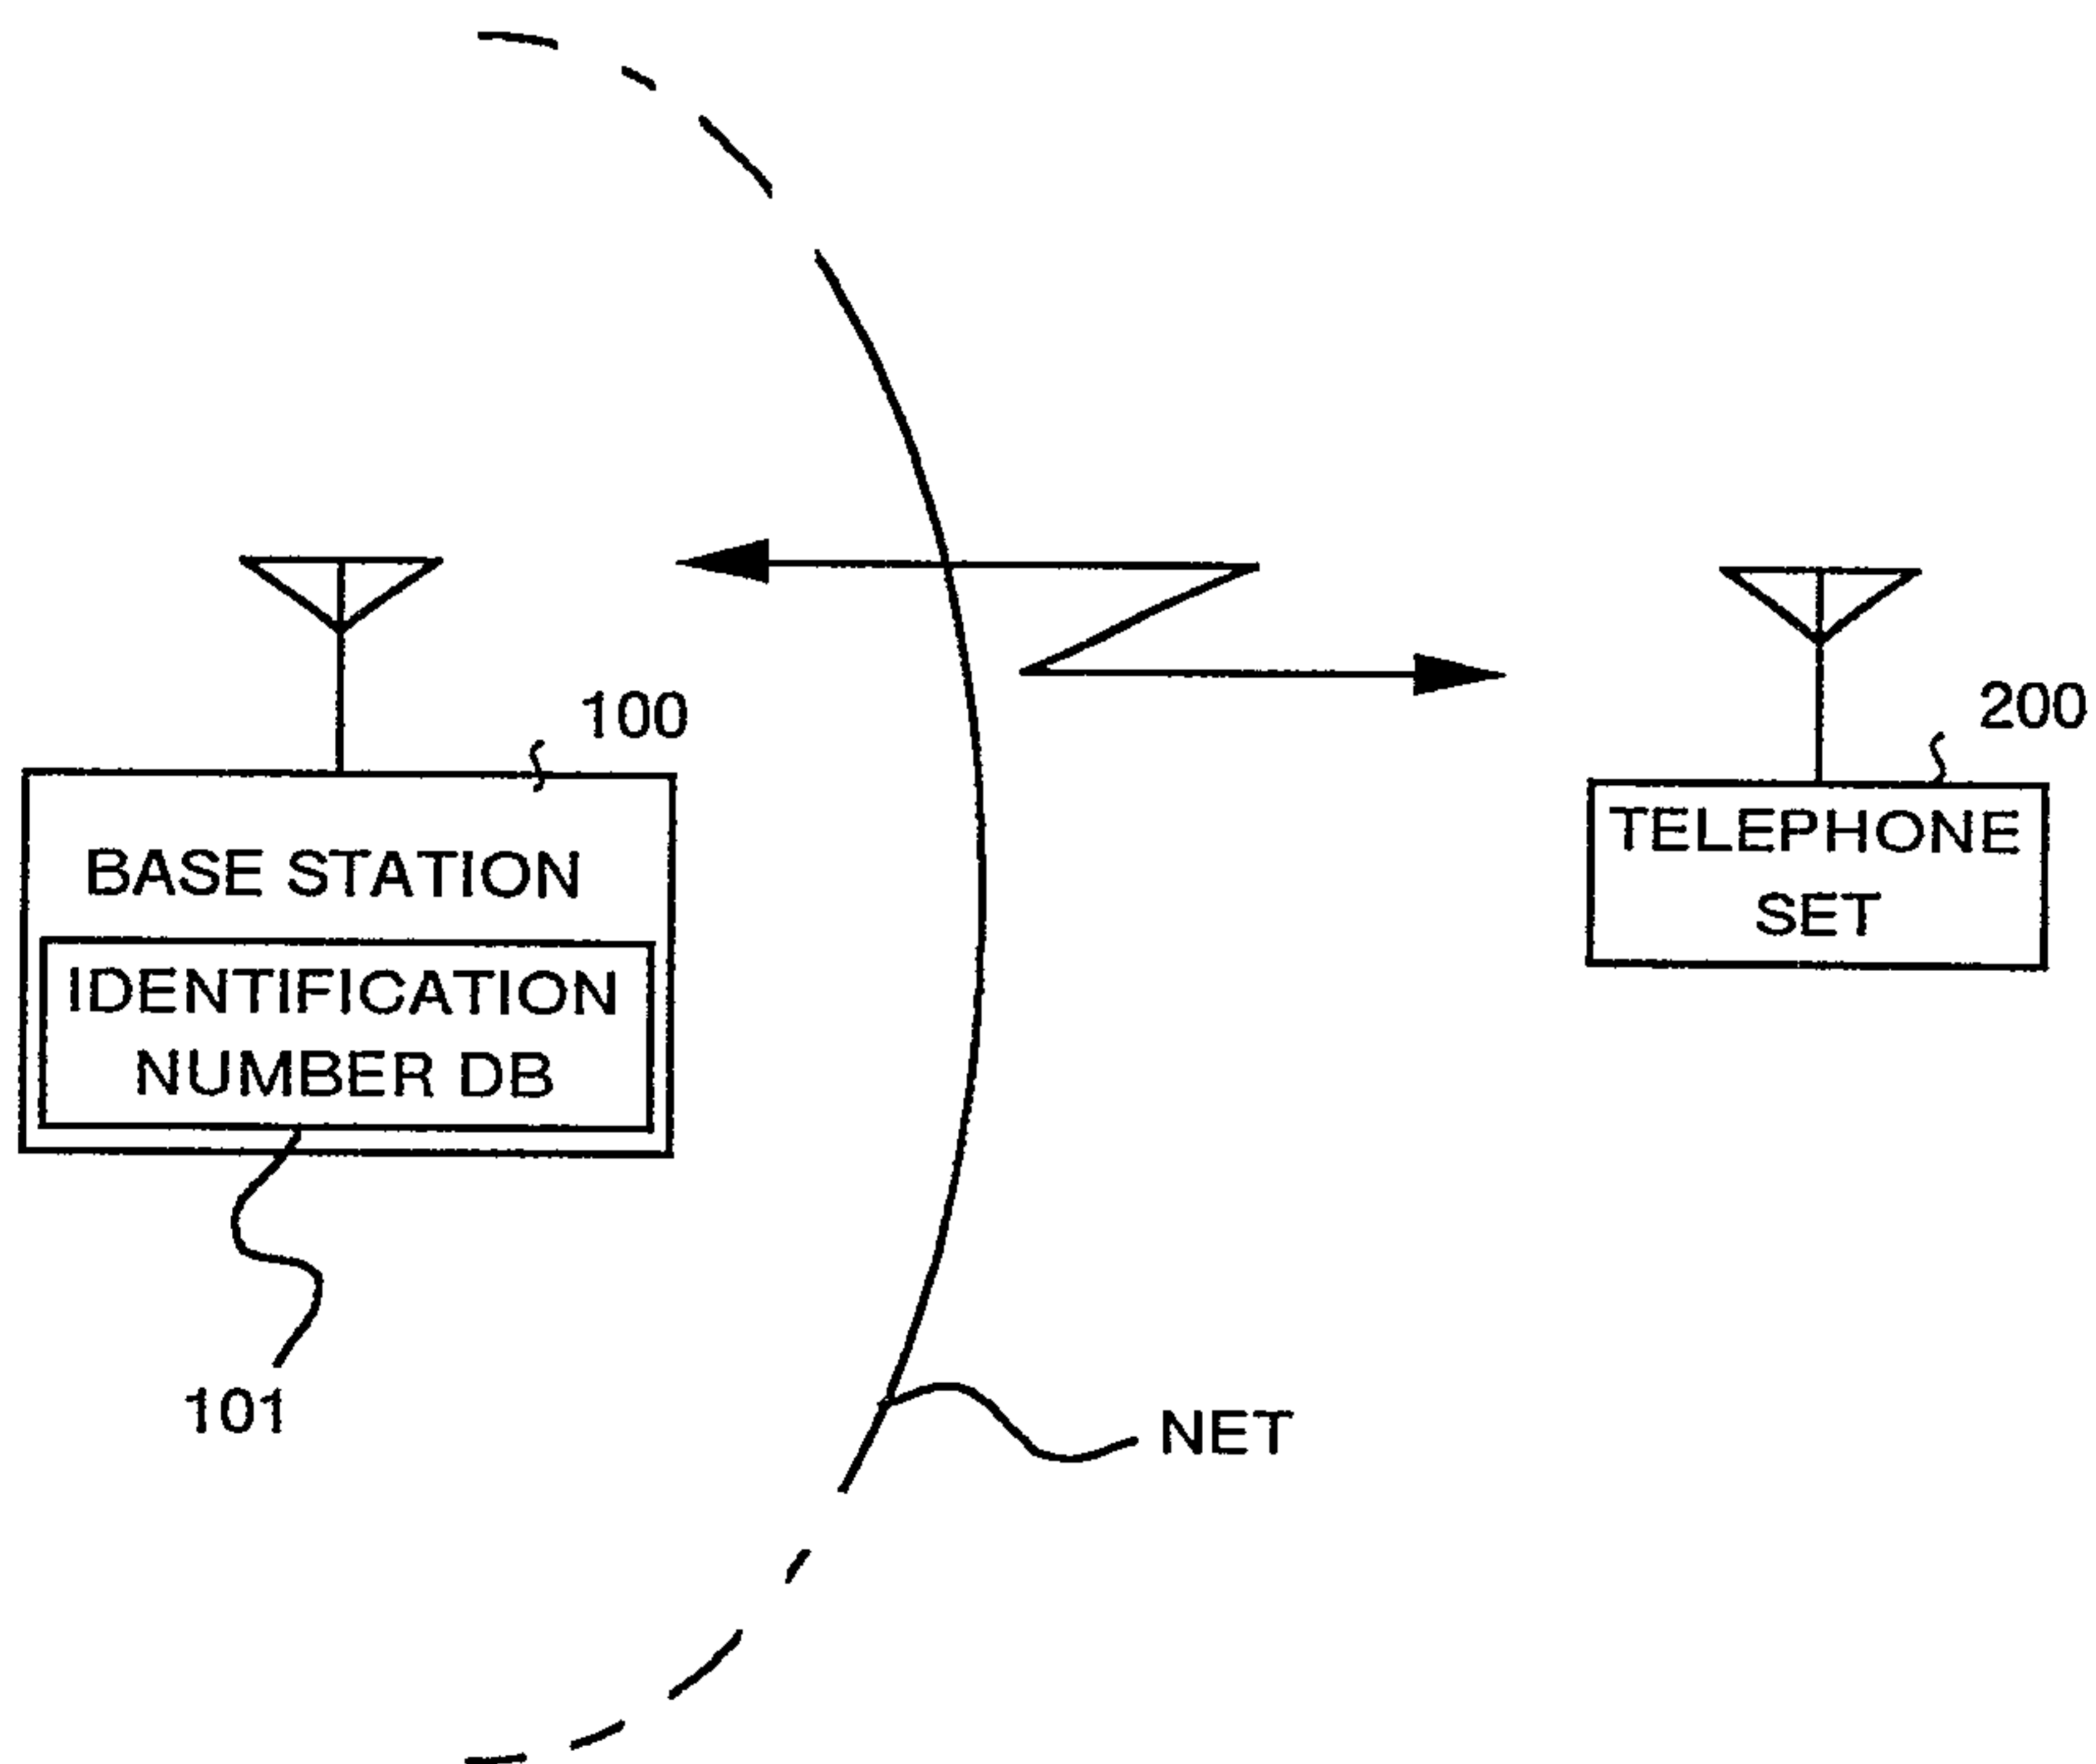 100
200
BASE STATION
TELEPHONE
SET
IDENTIFICATION
NUMBER DB
101
NET